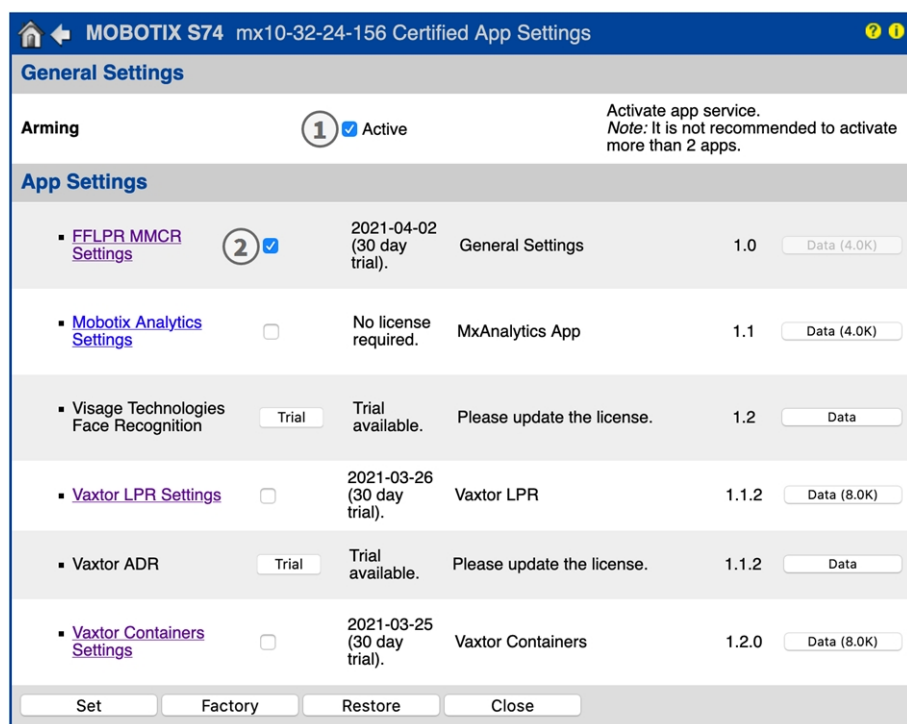 MOBOTIX S74 mx10-32-24-156 Certified App Settings ? i
General Settings
Arming 1 Active Activate app service.
Note: It is not recommended to activate
more than 2 apps.
App Settings
FFLPR MMCR
Settings
2
2021-04-02
(30 day
trial).
General Settings
1.0
Data (4.0K)
Mobotix Analytics
Settings
No license
required.
MxAnalytics App
1.1
Data (4.0K)
Visage Technologies
Face Recognition
Trial
Trial
available.
Please update the license.
1.2
Data
Vaxtor LPR Settings
2021-03-26
(30 day
trial).
Vaxtor LPR
1.1.2
Data (8.0K)
Vaxtor ADR
Trial
Trial
available.
Please update the license.
1.1.2
Data
Vaxtor Containers
Settings
2021-03-25
(30 day
trial).
Vaxtor Containers
1.2.0
Data (8.0K)
Set Factory Restore Close